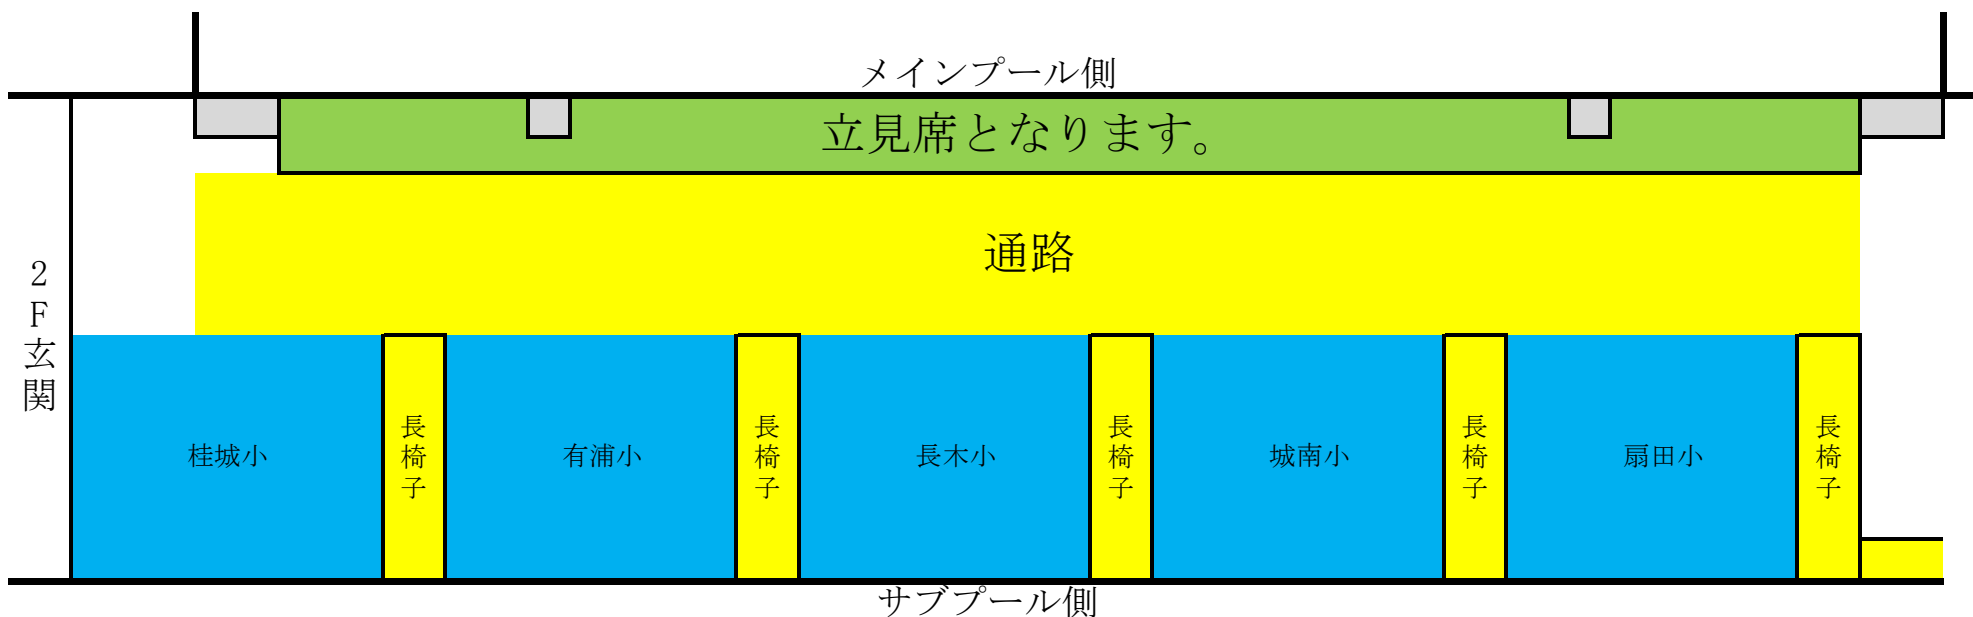 メインプール側
立見席となります。
通路
2F玄関
桂城小
長椅子
有浦小
長椅子
長木小
長椅子
城南小
長椅子
扇田小
長椅子
サブプール側